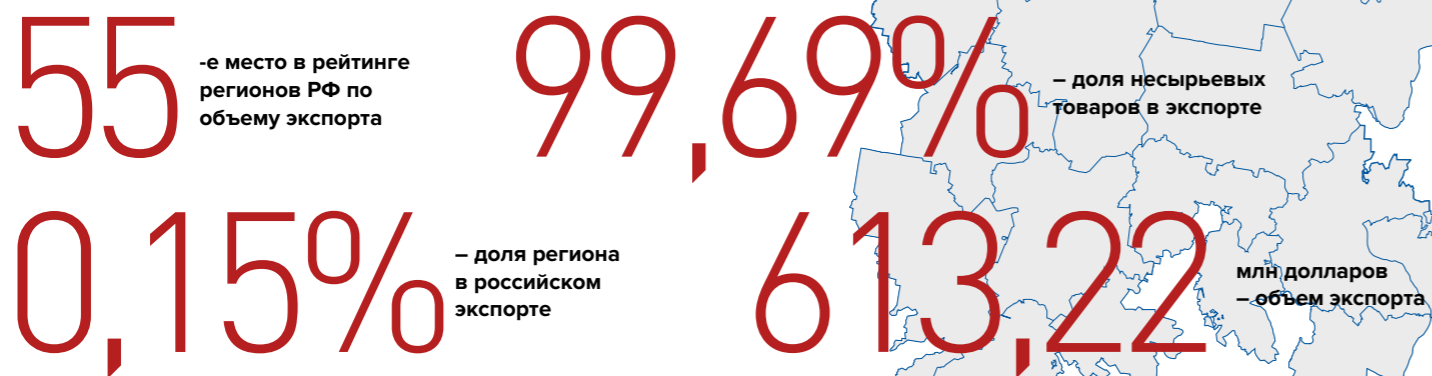 55
-е место в рейтинге
регионов РФ по
объему экспорта
99,69%
– доля несырьевых
товаров в экспорте
0,15%
– доля региона
в российском
экспорте
613,22
млн долларов
– объем экспорта